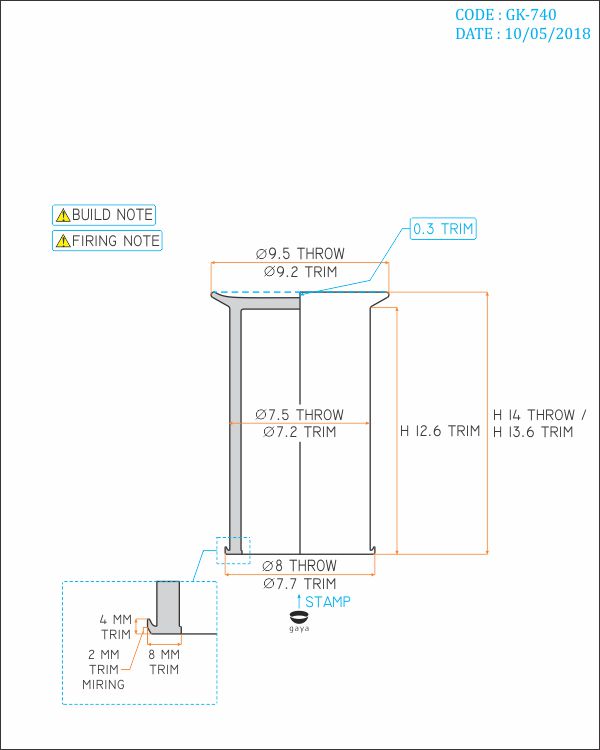 CODE : GK-740
DATE : 10/05/2018
BUILD NOTE
FIRING NOTE
0.3 TRIM
Ø9.5 THROW
Ø9.2 TRIM
Ø7.5 THROW
Ø7.2 TRIM
H 12.6 TRIM
H 14 THROW /
H 13.6 TRIM
Ø8 THROW
Ø7.7 TRIM
STAMP
gaya
4 MM
TRIM
2 MM
TRIM
MIRING
8 MM
TRIM